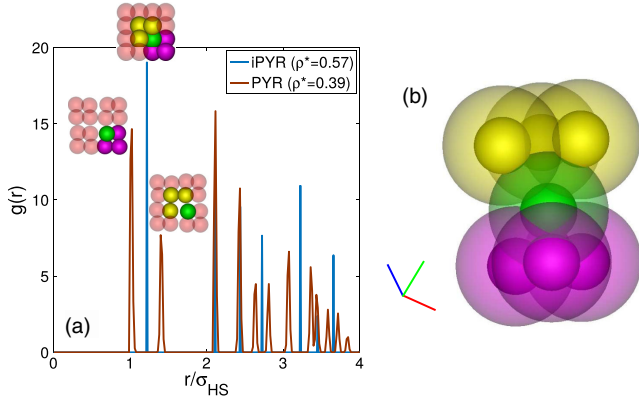 (b)
20
15
10
5
0
g(r)
iPYR (ρ*=0.57)
PYR (ρ*=0.39)
(a)
0 1 2 3 4
r/σHS